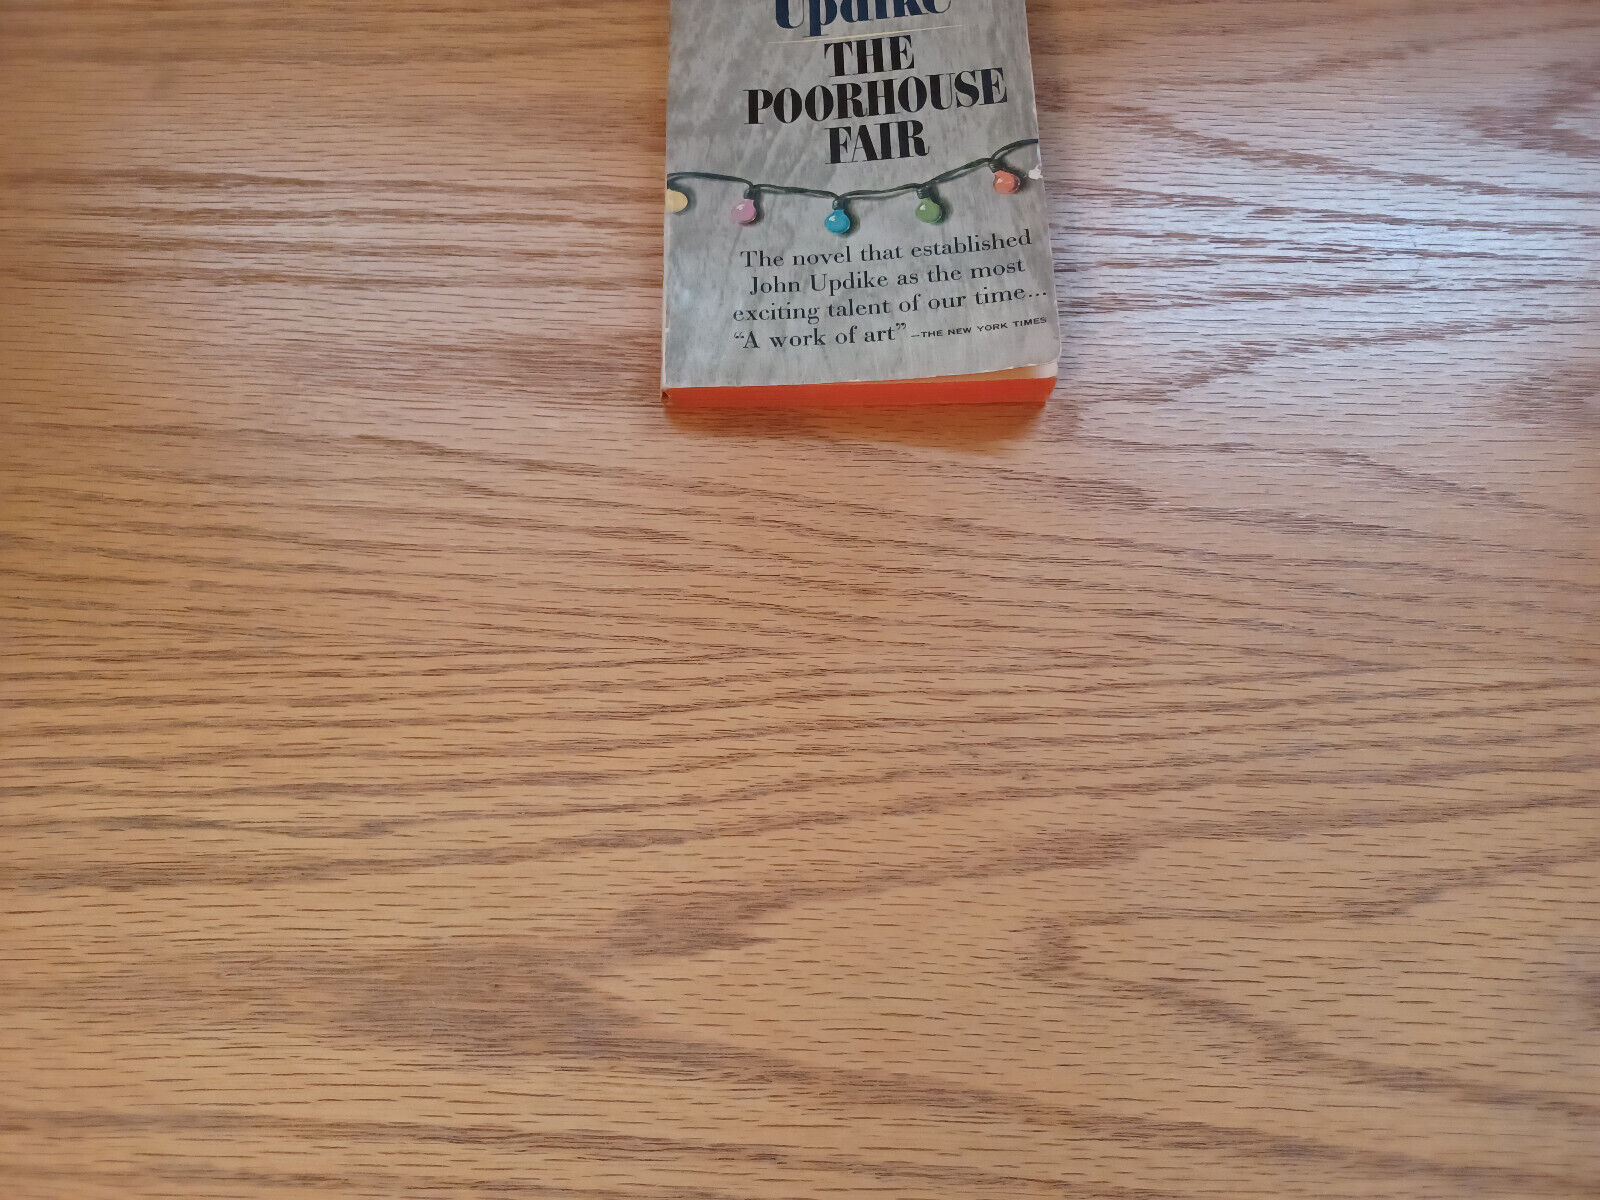 Updike
THE
POORHOUSE
FAIR
The novel that established
John Updike as the most
exciting talent of our time...
“A work of art” —THE NEW YORK TIMES